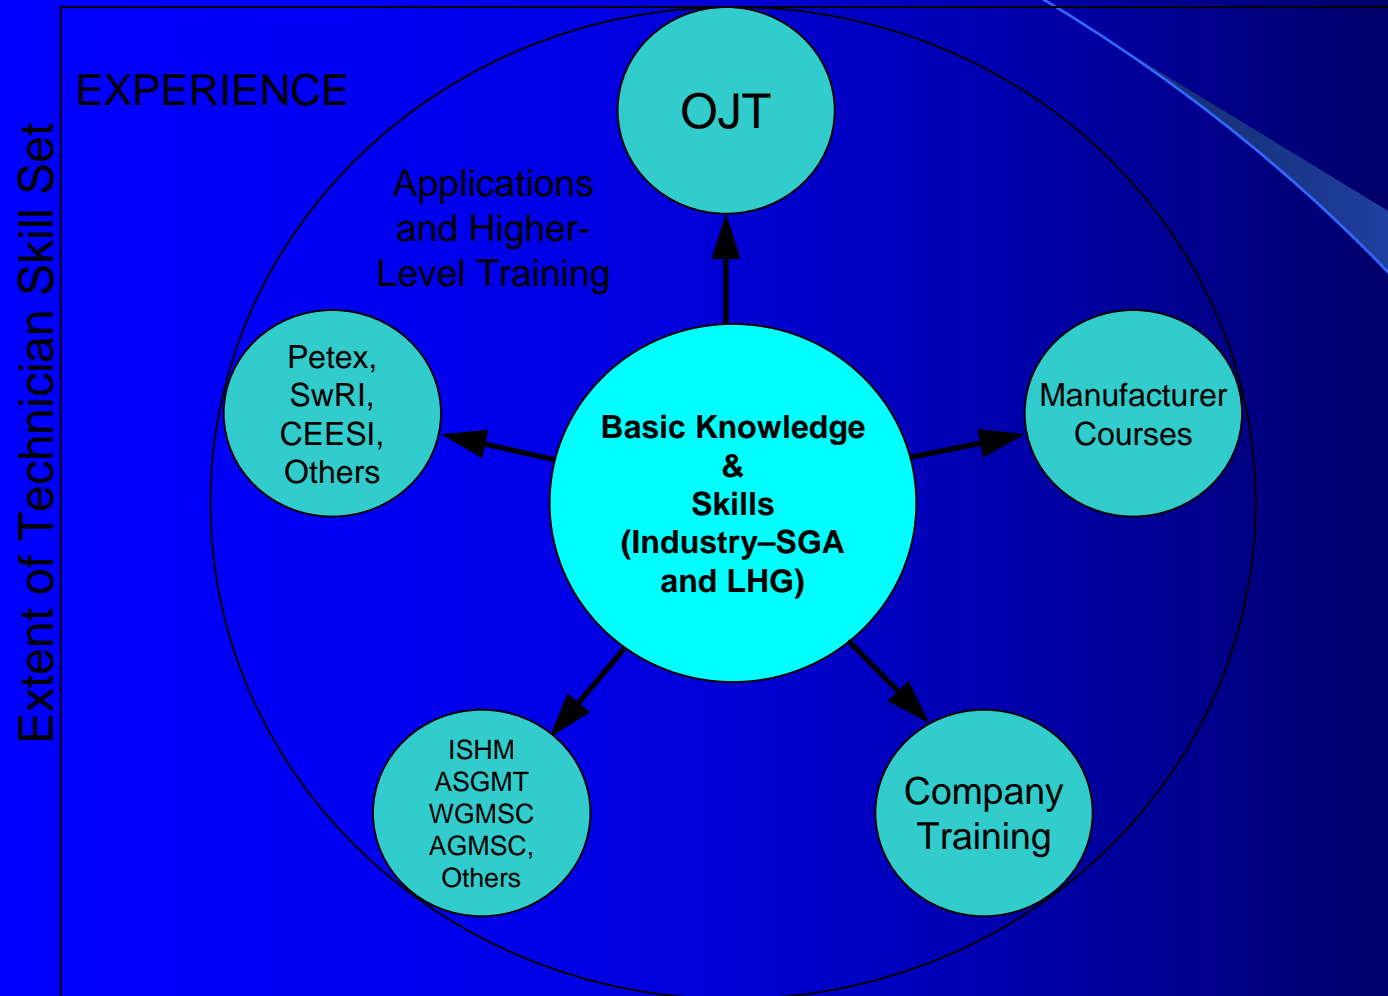 Extent of Technician Skill Set
EXPERIENCE
OJT
Applications
and Higher-
Level Training
Petex,
SwRI,
CEESI,
Others
Manufacturer
Courses
Basic Knowledge
&
Skills
(Industry–SGA
and LHG)
ISHM
ASGMT
WGMSC
AGMSC,
Others
Company
Training